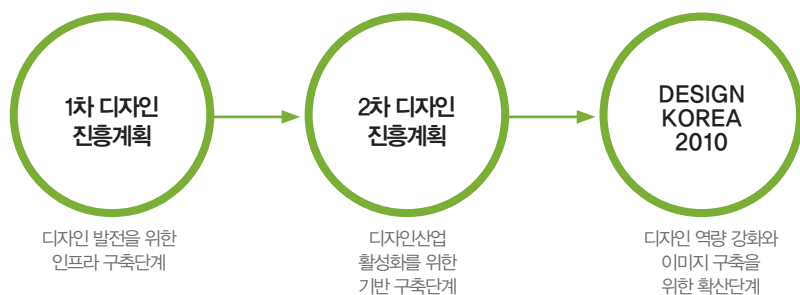 1차 디자인
진흥계획
2차 디자인
진흥계획
DESIGN
KOREA
2010
디자인 발전을 위한
인프라 구축단계
디자인산업
활성화를 위한
기반 구축단계
디자인 역량 강화와
이미지 구축을
위한 확산단계